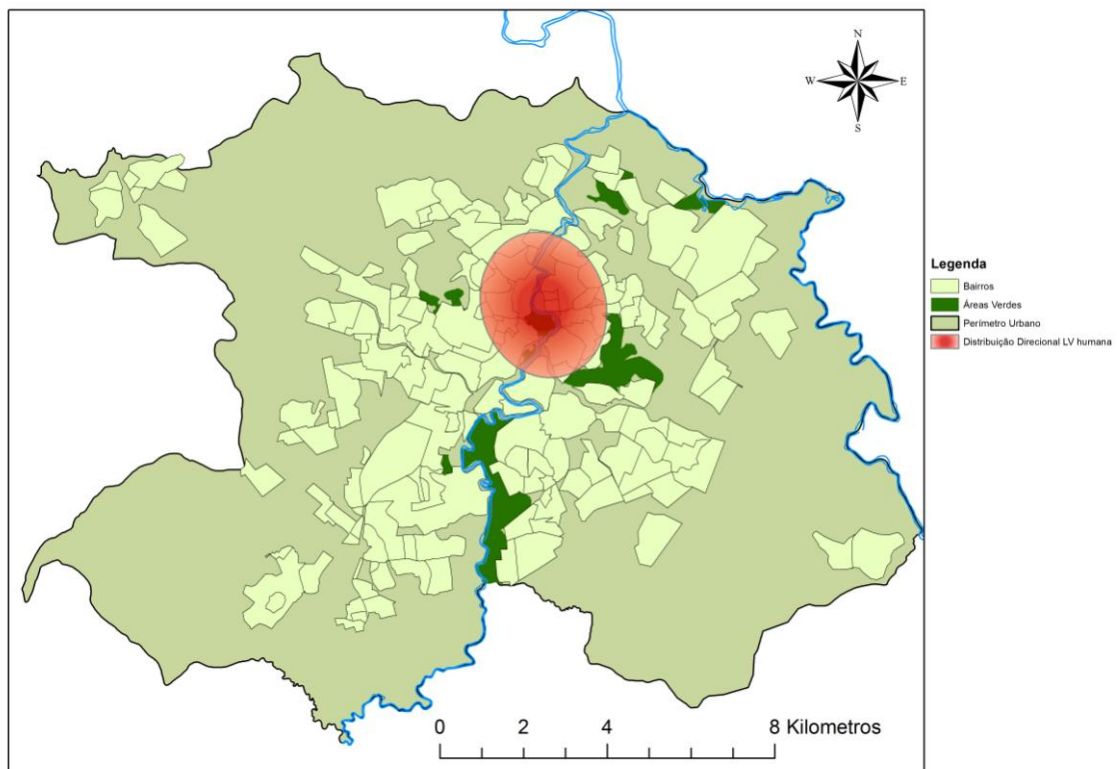 N
W E
S
Legenda
Bairros
Áreas Verdes
Perímetro Urbano
Distribuição Direcional LV humana
0 2 4 8 Kilometros